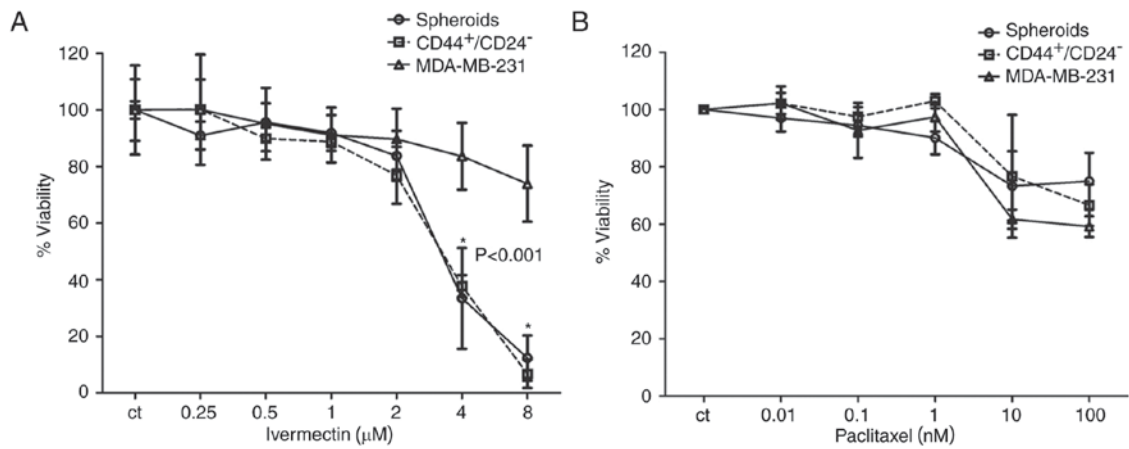 A
Spheroids
CD44+/CD24-
MDA-MB-231
120
100
80
60
40
20
0
% Viability
*
P<0.001
*
ct 0.25 0.5 1 2 4 8
Ivermectin (μM)
B
Spheroids
CD44+/CD24-
MDA-MB-231
120
100
80
60
40
20
0
% Viability
ct 0.01 0.1 1 10 100
Paclitaxel (nM)